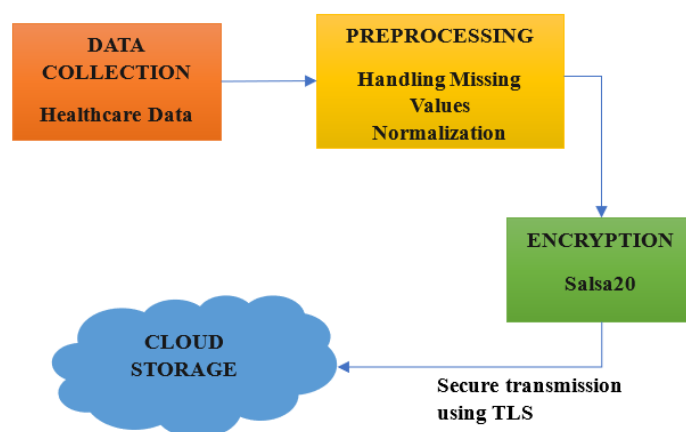 DATA
COLLECTION
Healthcare Data
PREPROCESSING
Handling Missing
Values
Normalization
ENCRYPTION
Salsa20
Secure transmission
using TLS
CLOUD
STORAGE